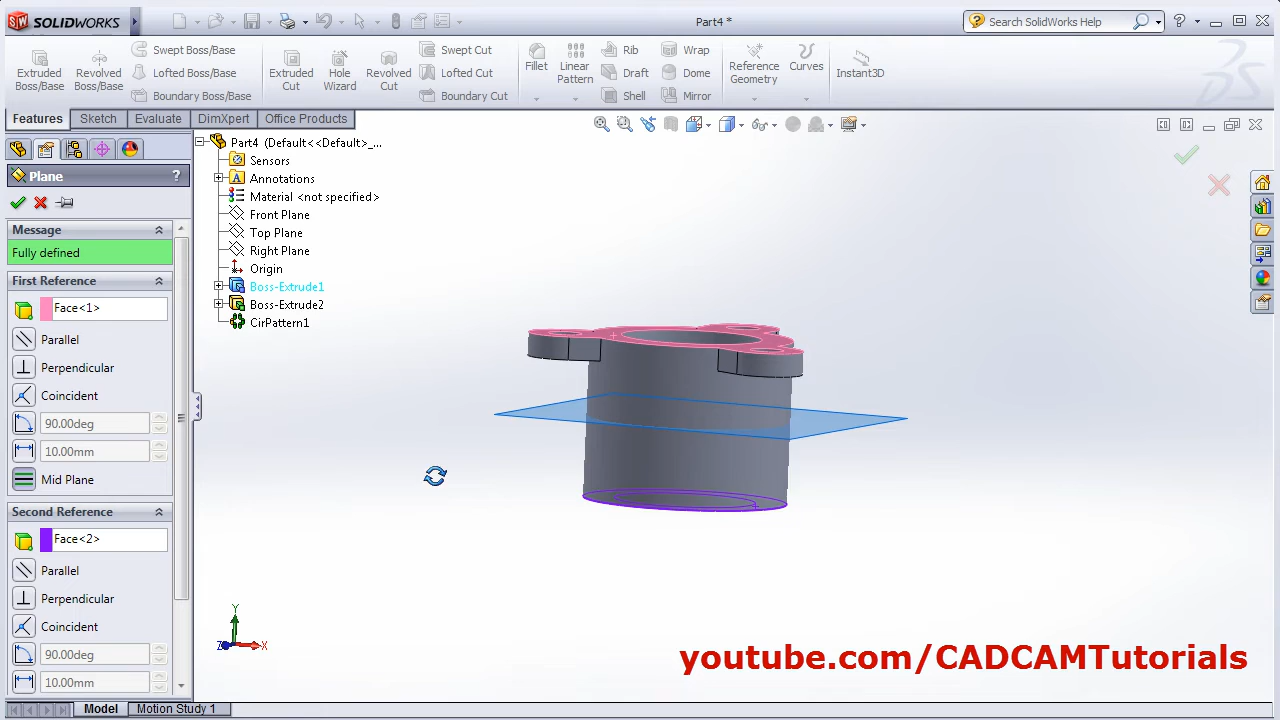 SOLIDWORKS
Part4 *
Search SolidWorks Help
Extruded Boss/Base
Revolved Boss/Base
Swept Boss/Base
Lofted Boss/Base
Boundary Boss/Base
Extruded Cut
Hole Wizard
Revolved Cut
Swept Cut
Lofted Cut
Boundary Cut
Fillet
Linear Pattern
Rib
Draft
Shell
Wrap
Dome
Mirror
Reference Geometry
Curves
Instant3D
Features
Sketch
Evaluate
DimXpert
Office Products
Plane
?
Message
Fully defined
First Reference
Face<1>
Parallel
Perpendicular
Coincident
90.00deg
10.00mm
Mid Plane
Second Reference
Face<2>
Parallel
Perpendicular
Coincident
90.00deg
10.00mm
Part4 (Default<<Default>_...
Sensors
Annotations
Material <not specified>
Front Plane
Top Plane
Right Plane
Origin
Boss-Extrude1
Boss-Extrude2
CirPattern1
Y
Z
X
youtube.com/CADCAMTutorials
Model
Motion Study 1